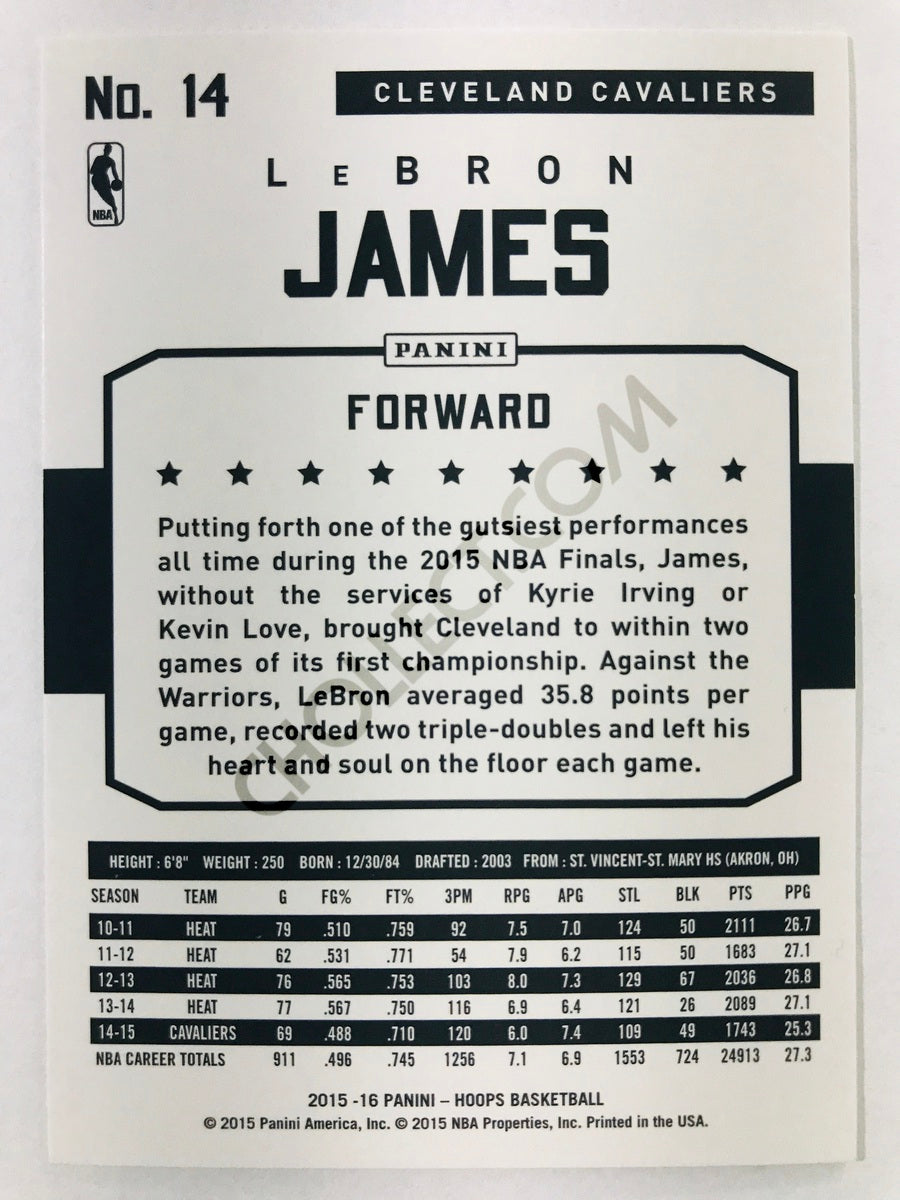 No. 14
CLEVELAND CAVALIERS
NBA
LeBRON
JAMES
PANINI
FORWARD
Putting forth one of the gutsiest performances
all time during the 2015 NBA Finals, James,
without the services of Kyrie Irving or
Kevin Love, brought Cleveland to within two
games of its first championship. Against the
Warriors, LeBron averaged 35.8 points per
game, recorded two triple-doubles and left his
heart and soul on the floor each game.
CHOLLECT.COM
HEIGHT : 6'8" WEIGHT : 250 BORN : 12/30/84 DRAFTED : 2003 FROM : ST. VINCENT-ST. MARY HS (AKRON, OH)
SEASON TEAM G FG% FT% 3PM RPG APG STL BLK PTS PPG
10-11 HEAT 79 .510 .759 92 7.5 7.0 124 50 2111 26.7
11-12 HEAT 62 .531 .771 54 7.9 6.2 115 50 1683 27.1
12-13 HEAT 76 .565 .753 103 8.0 7.3 129 67 2036 26.8
13-14 HEAT 77 .567 .750 116 6.9 6.4 121 26 2089 27.1
14-15 CAVALIERS 69 .488 .710 120 6.0 7.4 109 49 1743 25.3
NBA CAREER TOTALS 911 .496 .745 1256 7.1 6.9 1553 724 24913 27.3
2015 -16 PANINI – HOOPS BASKETBALL
© 2015 Panini America, Inc. © 2015 NBA Properties, Inc. Printed in the USA.